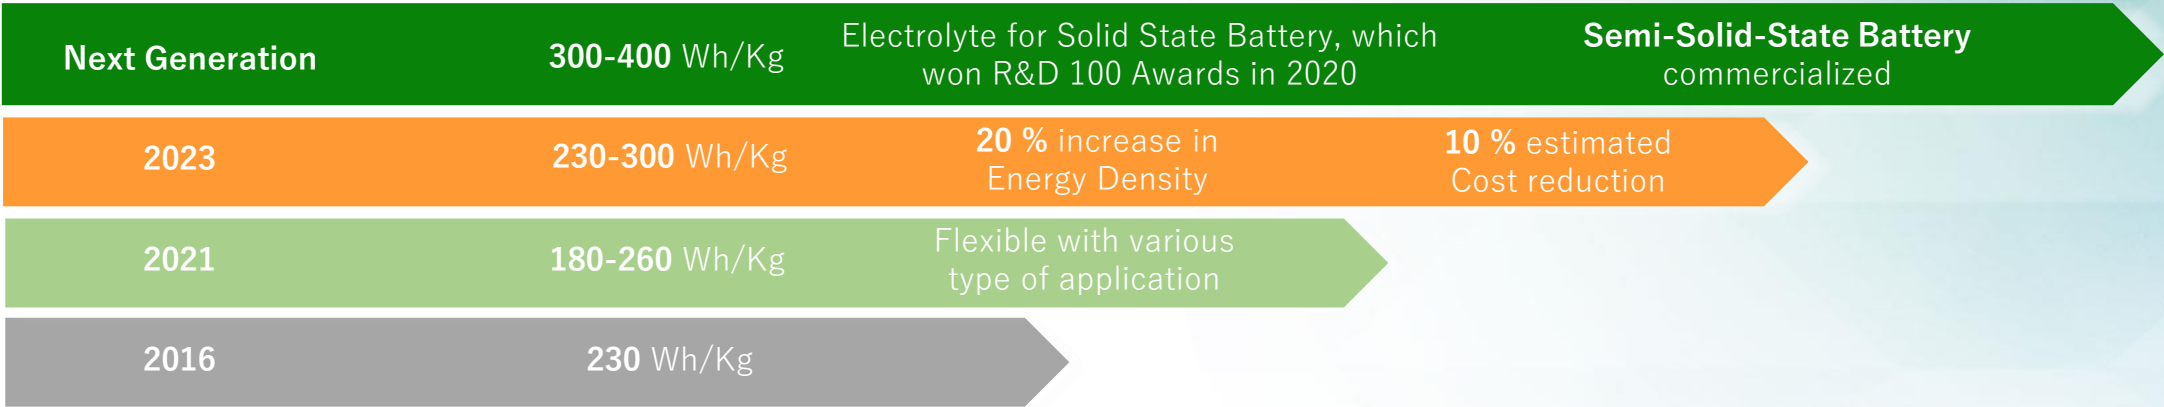 Next Generation
300-400 Wh/Kg
Electrolyte for Solid State Battery, which
won R&D 100 Awards in 2020
Semi-Solid-State Battery
commercialized
2023
230-300 Wh/Kg
20 % increase in
Energy Density
10 % estimated
Cost reduction
2021
180-260 Wh/Kg
Flexible with various
type of application
2016
230 Wh/Kg